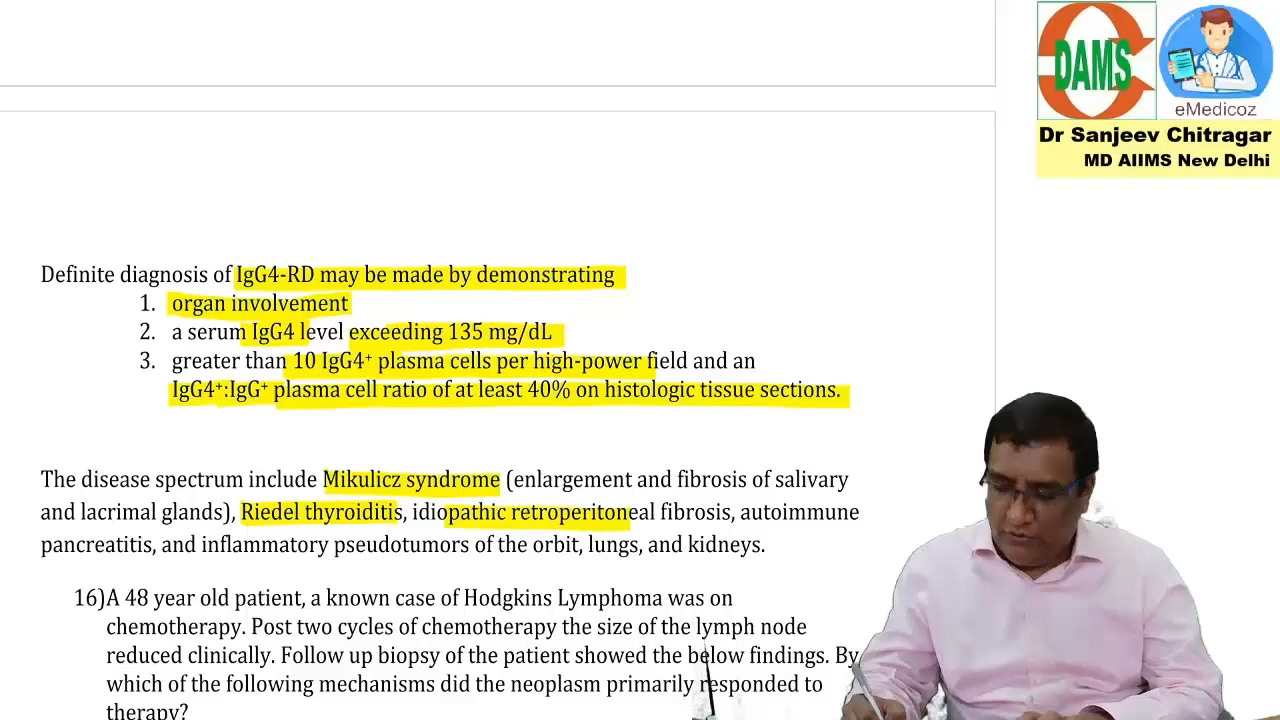 DAMS
eMedicoz
Dr Sanjeev Chitragar
MD AIIMS New Delhi
Definite diagnosis of IgG4-RD may be made by demonstrating
1. organ involvement
2. a serum IgG4 level exceeding 135 mg/dL
3. greater than 10 IgG4⁺ plasma cells per high-power field and an
IgG4⁺:IgG⁺ plasma cell ratio of at least 40% on histologic tissue sections.
The disease spectrum include Mikulicz syndrome (enlargement and fibrosis of salivary
and lacrimal glands), Riedel thyroiditis, idiopathic retroperitoneal fibrosis, autoimmune
pancreatitis, and inflammatory pseudotumors of the orbit, lungs, and kidneys.
16)A 48 year old patient, a known case of Hodgkins Lymphoma was on
chemotherapy. Post two cycles of chemotherapy the size of the lymph node
reduced clinically. Follow up biopsy of the patient showed the below findings. By
which of the following mechanisms did the neoplasm primarily responded to
therapy?